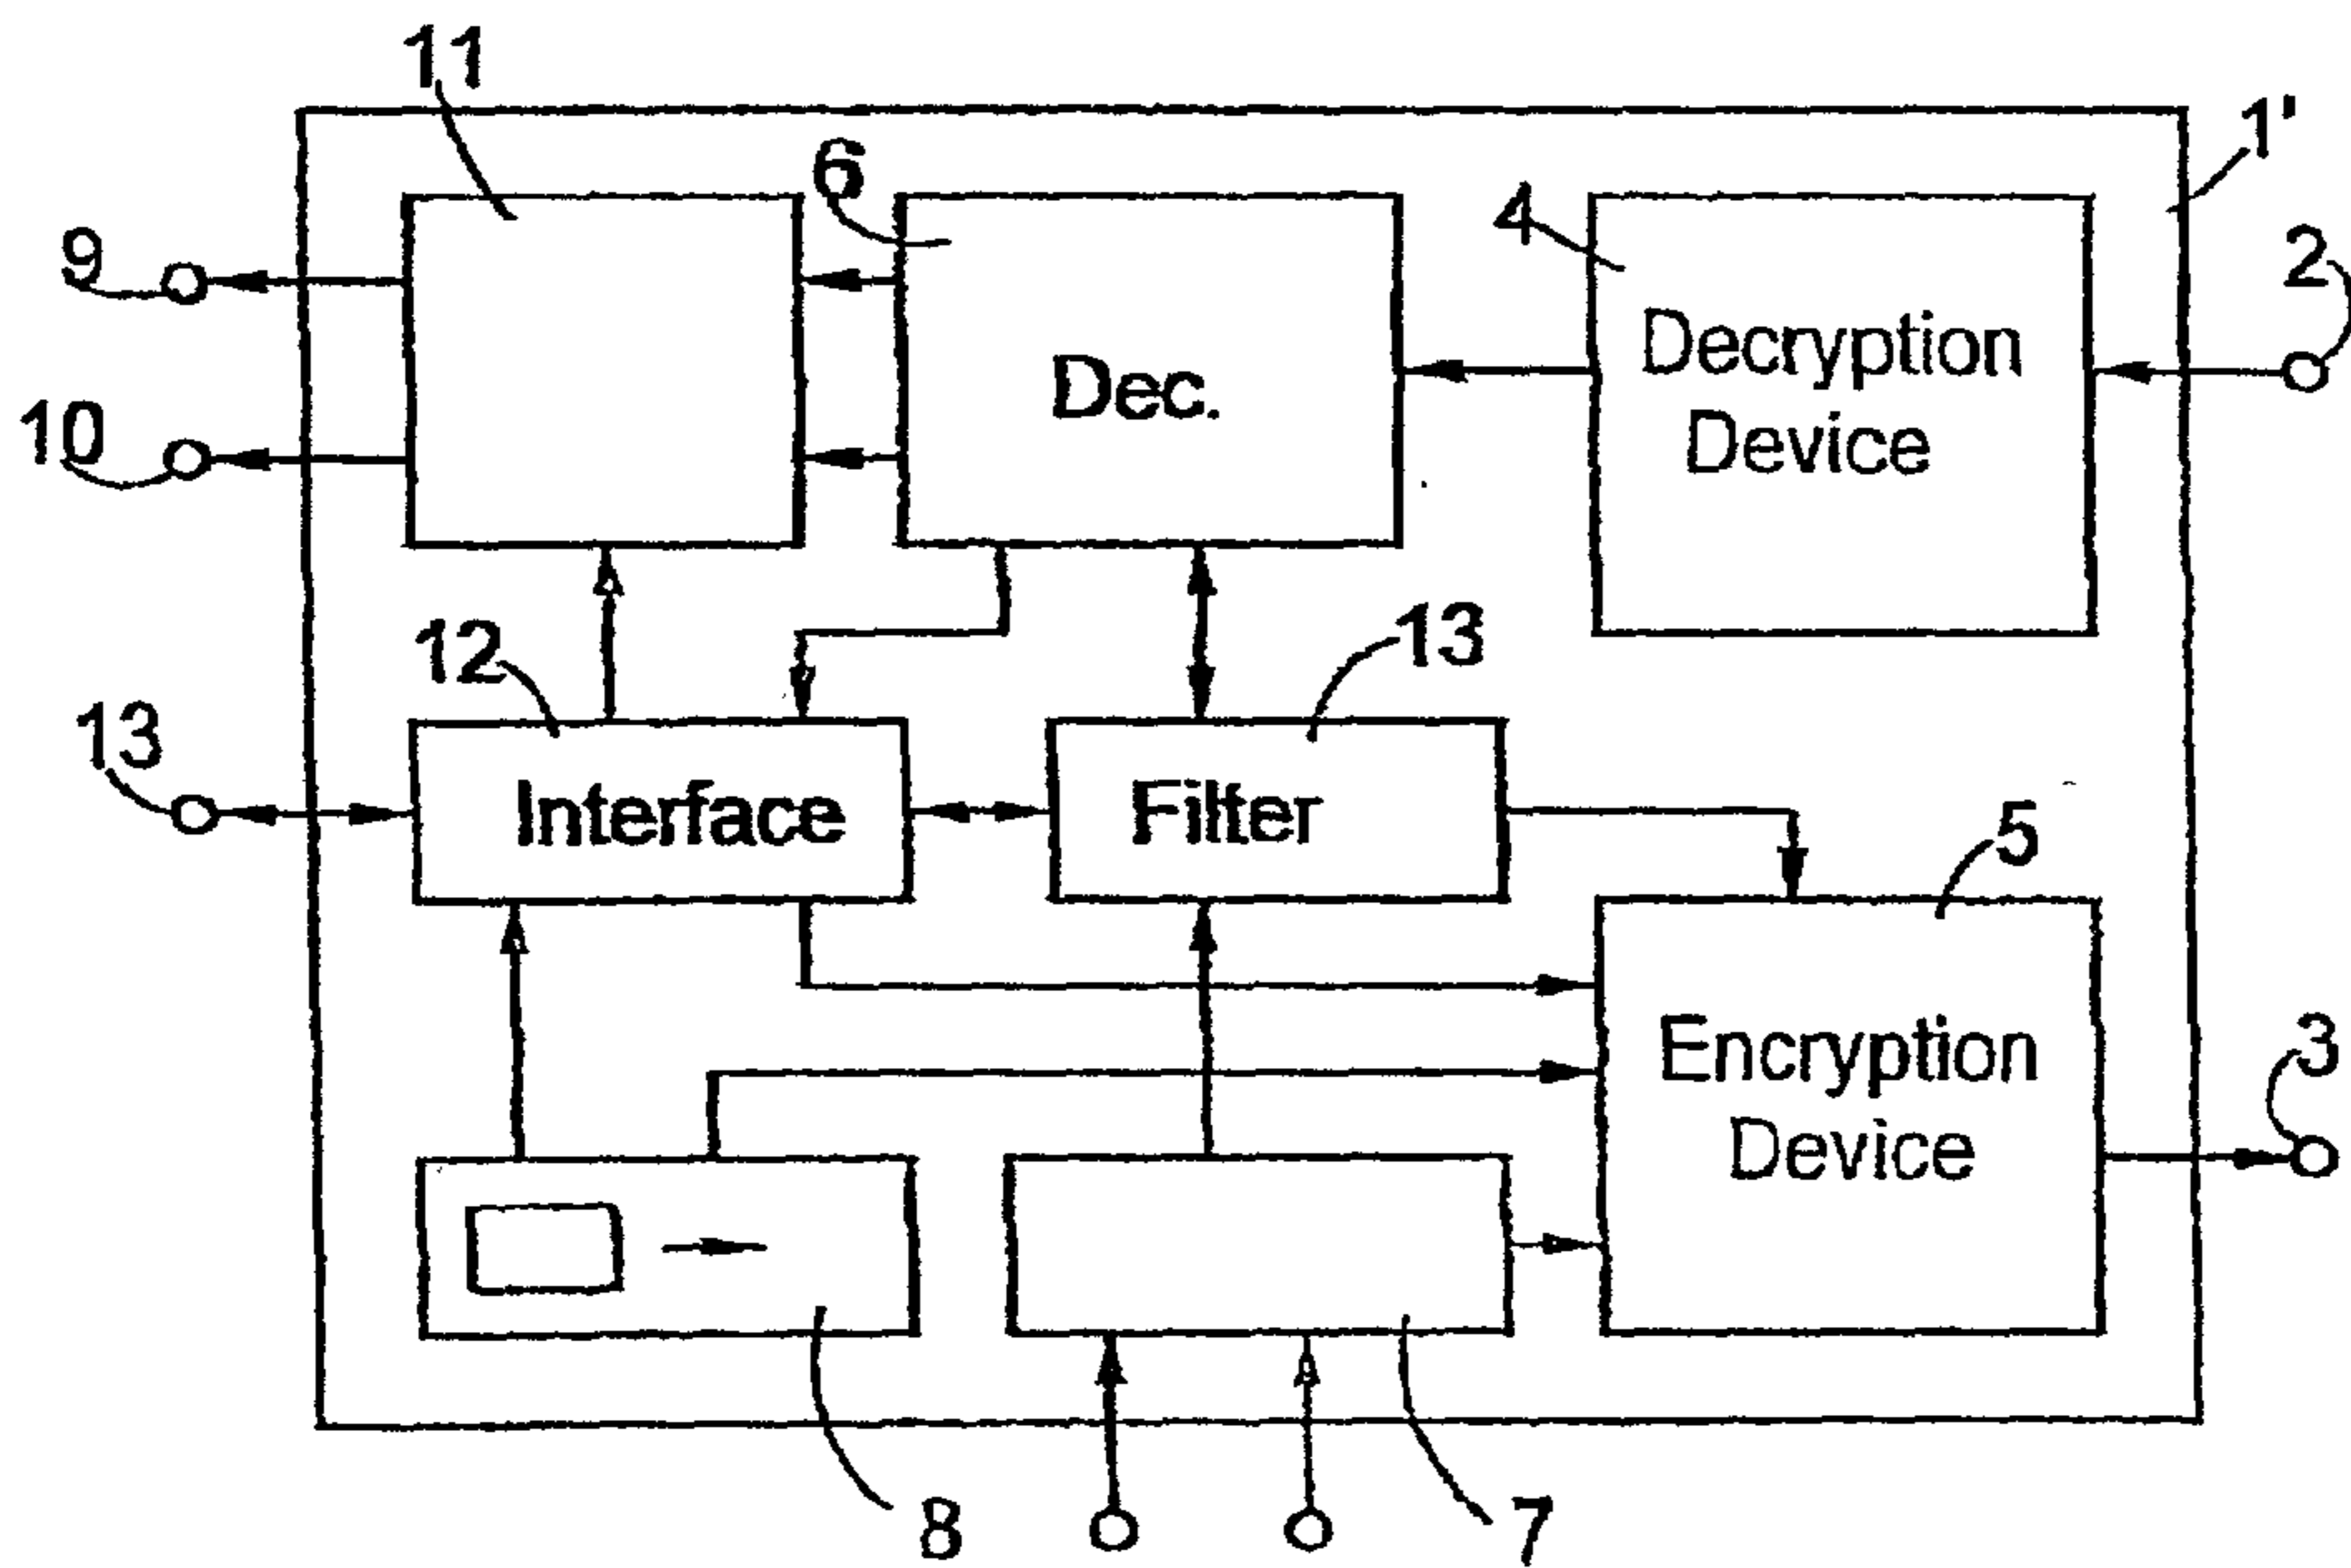 11
1'
6
4
9
2
Decryption
Device
Dec.
10
12
13
13
Interface
Filter
5
Encryption
Device
3
8
7